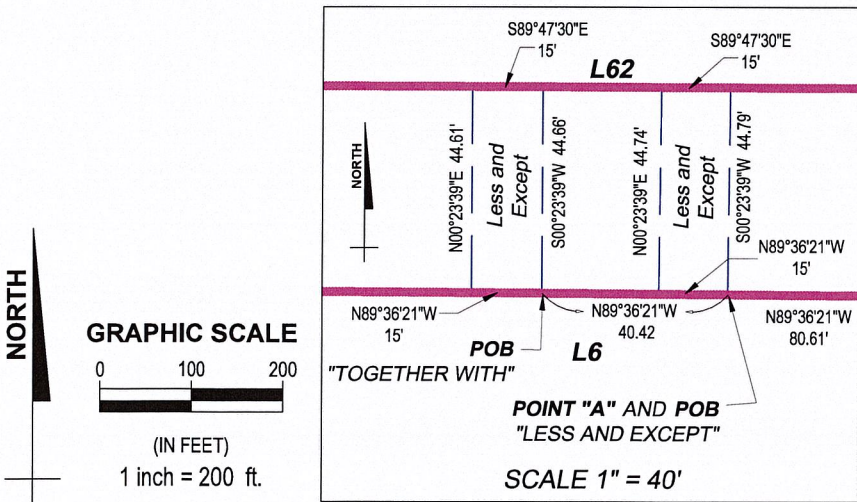 NORTH
GRAPHIC SCALE
0 100 200
(IN FEET)
1 inch = 200 ft.
S89°47'30"E
15'
S89°47'30"E
15'
L62
NORTH
N00°23'39"E 44.61'
Less and
Except
S00°23'39"W 44.66'
N00°23'39"E 44.74'
Less and
Except
S00°23'39"W 44.79'
N89°36'21"W
15'
N89°36'21"W
15'
N89°36'21"W
40.42
N89°36'21"W
80.61'
POB
"TOGETHER WITH"
L6
POINT "A" AND POB
"LESS AND EXCEPT"
SCALE 1" = 40'